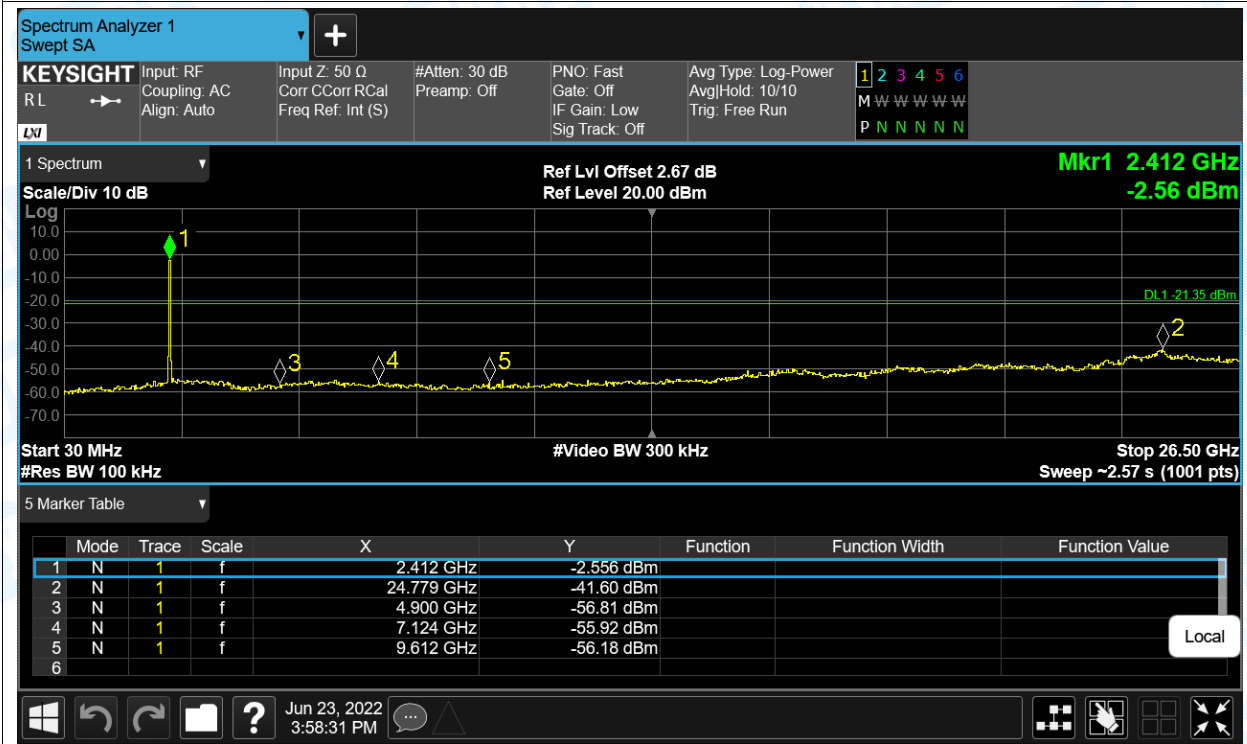 Spectrum Analyzer 1
Swept SA
KEYSIGHT
R L
LXI
Input: RF
Coupling: AC
Align: Auto
Input Z: 50 Ω
Corr CCorr RCal
Freq Ref: Int (S)
#Atten: 30 dB
Preamp: Off
PNO: Fast
Gate: Off
IF Gain: Low
Sig Track: Off
Avg Type: Log-Power
Avg|Hold: 10/10
Trig: Free Run
1 2 3 4 5 6
M W W W W W
P N N N N N
1 Spectrum
Scale/Div 10 dB
Ref Lvl Offset 2.67 dB
Ref Level 20.00 dBm
Mkr1 2.412 GHz
-2.56 dBm
Log
10.0
0.00
-10.0
-20.0
-30.0
-40.0
-50.0
-60.0
-70.0
1
DL1 -21.35 dBm
2
3
4
5
Start 30 MHz
#Res BW 100 kHz
#Video BW 300 kHz
Stop 26.50 GHz
Sweep ~2.57 s (1001 pts)
5 Marker Table
Mode Trace Scale X Y Function Function Width Function Value
1 N 1 f 2.412 GHz -2.556 dBm
2 N 1 f 24.779 GHz -41.60 dBm
3 N 1 f 4.900 GHz -56.81 dBm
4 N 1 f 7.124 GHz -55.92 dBm
5 N 1 f 9.612 GHz -56.18 dBm
6
Local
?
Jun 23, 2022
3:58:31 PM